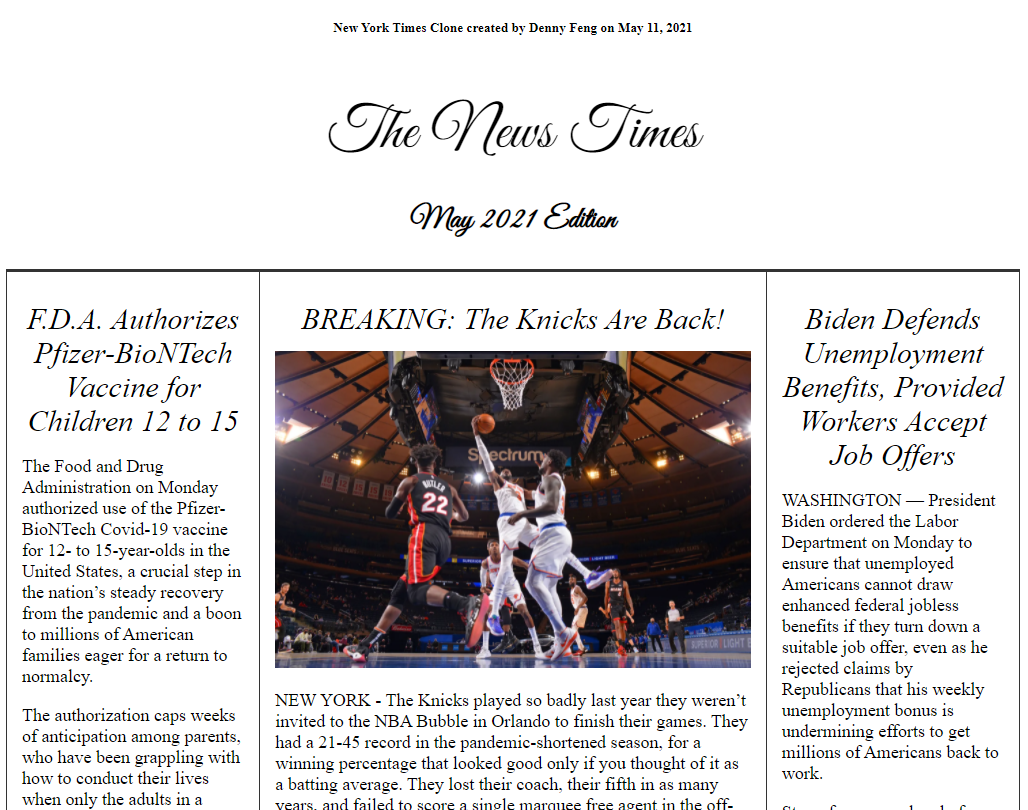 New York Times Clone created by Denny Feng on May 11, 2021
The News Times
May 2021 Edition
F.D.A. Authorizes
Pfizer-BioNTech
Vaccine for
Children 12 to 15
The Food and Drug
Administration on Monday
authorized use of the Pfizer-
BioNTech Covid-19 vaccine
for 12- to 15-year-olds in the
United States, a crucial step in
the nation’s steady recovery
from the pandemic and a boon
to millions of American
families eager for a return to
normalcy.
The authorization caps weeks
of anticipation among parents,
who have been grappling with
how to conduct their lives
when only the adults in a
BREAKING: The Knicks Are Back!
Spectrum
BUTLER
22
NEW YORK - The Knicks played so badly last year they weren’t
invited to the NBA Bubble in Orlando to finish their games. They
had a 21-45 record in the pandemic-shortened season, for a
winning percentage that looked good only if you thought of it as
a batting average. They lost their coach, their fifth in as many
years, and failed to score a single marquee free agent in the off-
Biden Defends
Unemployment
Benefits, Provided
Workers Accept
Job Offers
WASHINGTON — President
Biden ordered the Labor
Department on Monday to
ensure that unemployed
Americans cannot draw
enhanced federal jobless
benefits if they turn down a
suitable job offer, even as he
rejected claims by
Republicans that his weekly
unemployment bonus is
undermining efforts to get
millions of Americans back to
work.